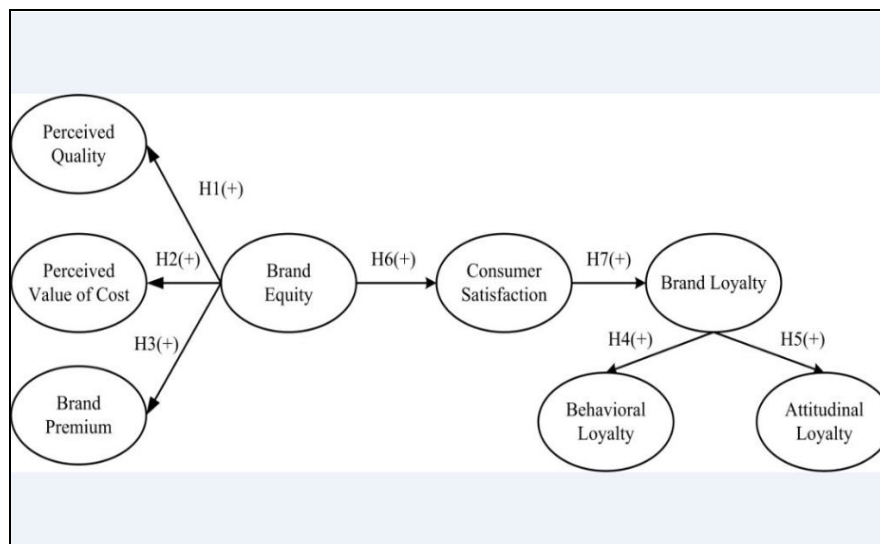 Perceived
Quality
H1(+)
Perceived
Value of Cost
H2(+)
Brand
Equity
H6(+)
Consumer
Satisfaction
H7(+)
Brand Loyalty
H3(+)
Brand
Premium
H4(+)
H5(+)
Behavioral
Loyalty
Attitudinal
Loyalty